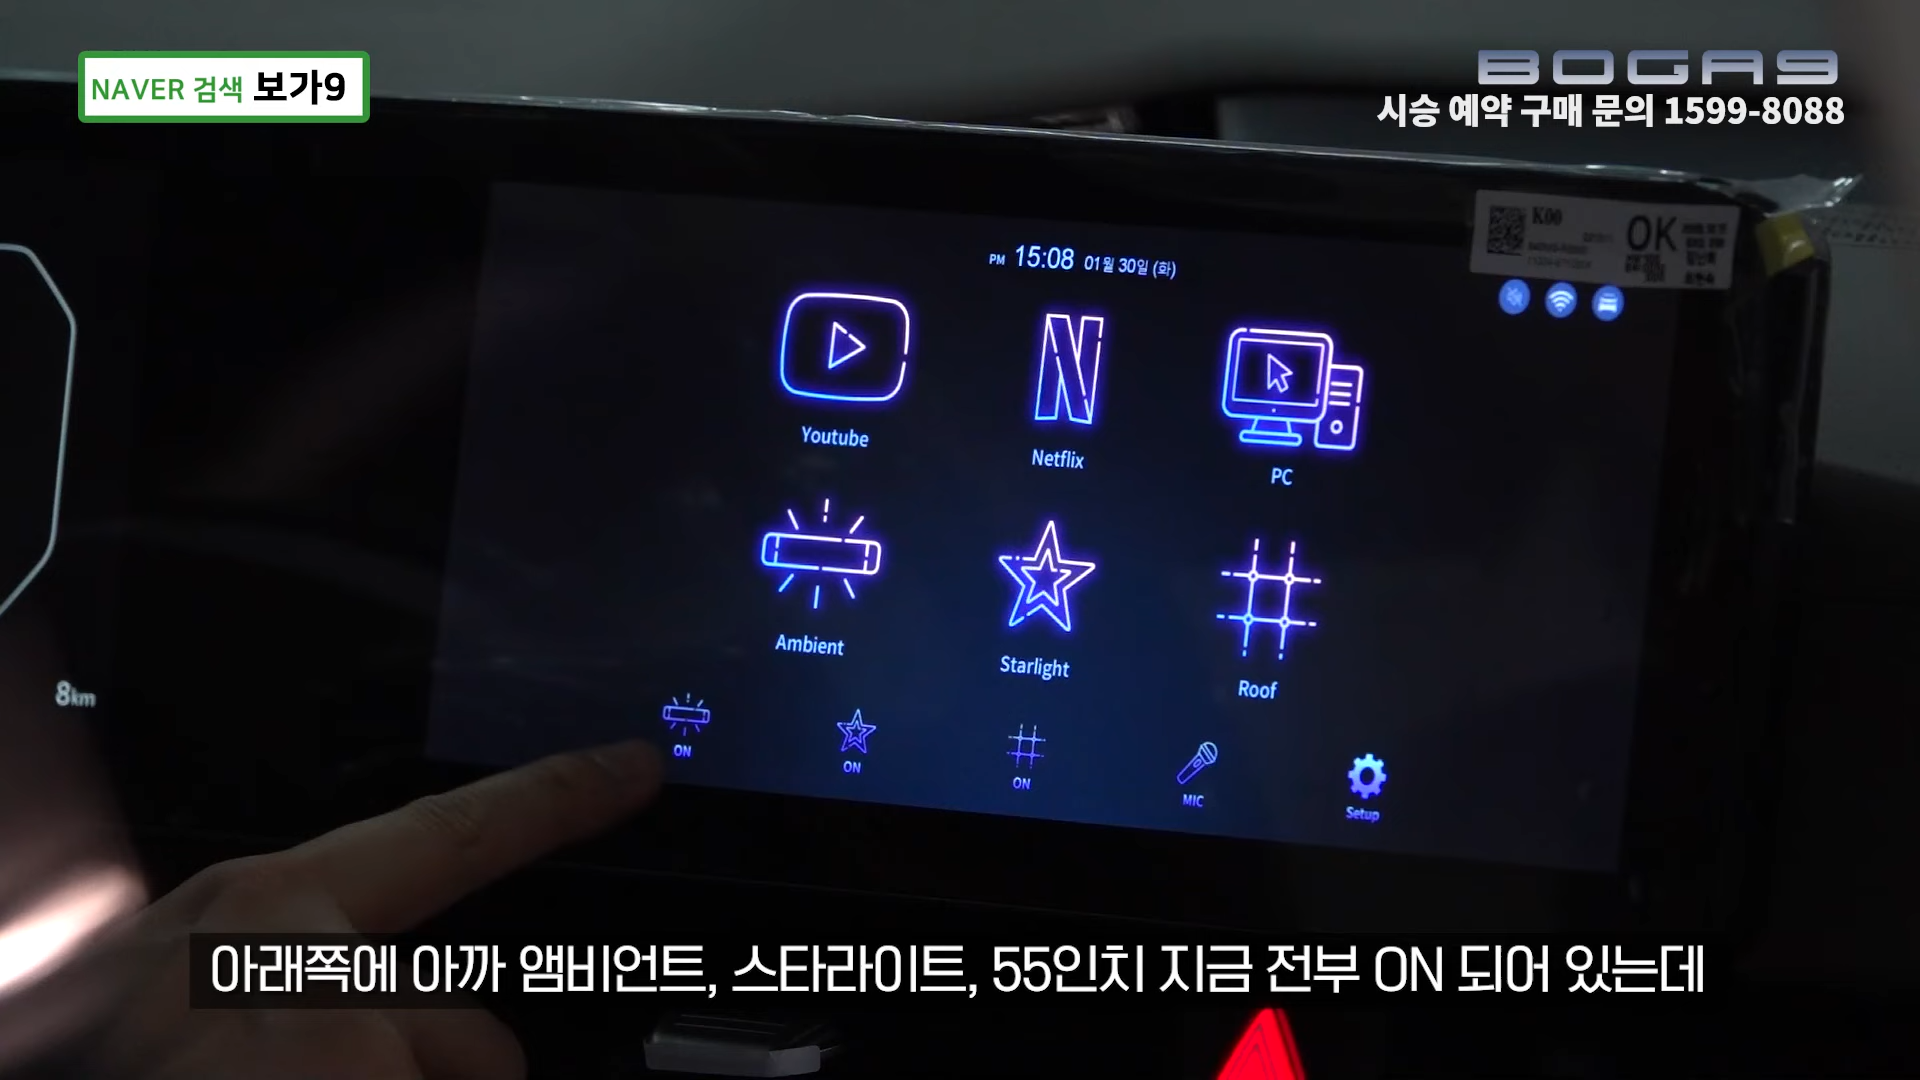 NAVER 검색 보가9
BOGA9
시승 예약 구매 문의 1599-8088
K00
OK
PM 15:08 01월 30일 (화)
Youtube
Netflix
PC
Ambient
Starlight
Roof
8km
ON
ON
ON
MIC
Setup
아래쪽에 아까 앰비언트, 스타라이트, 55인치 지금 전부 ON 되어 있는데